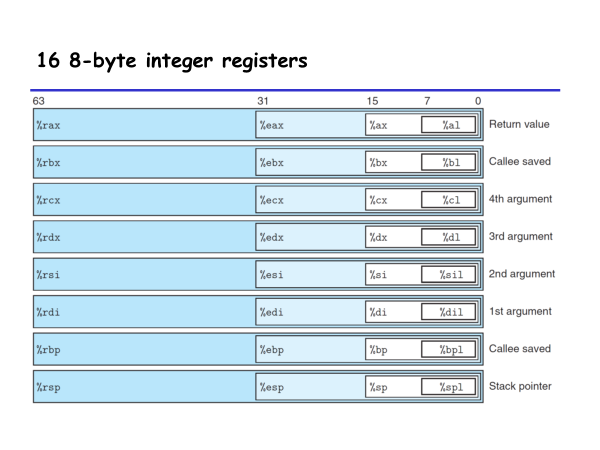 16 8-byte integer registers
63 31 15 7 0
%rax %eax %ax %al Return value
%rbx %ebx %bx %bl Callee saved
%rcx %ecx %cx %cl 4th argument
%rdx %edx %dx %dl 3rd argument
%rsi %esi %si %sil 2nd argument
%rdi %edi %di %dil 1st argument
%rbp %ebp %bp %bpl Callee saved
%rsp %esp %sp %spl Stack pointer